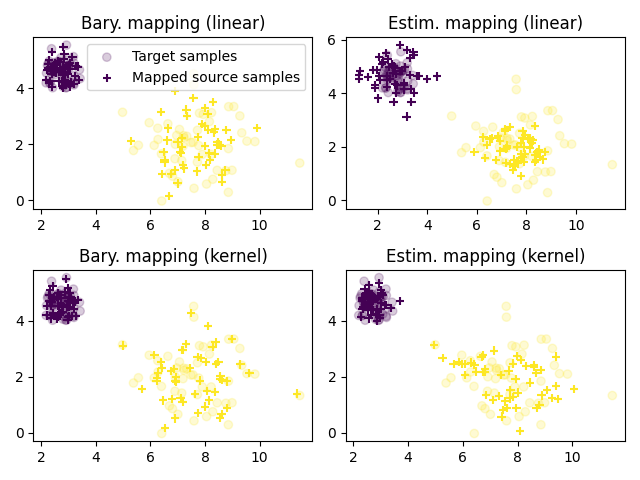 Bary. mapping (linear)
Estim. mapping (linear)
Target samples
Mapped source samples
4
2
0
2 4 6 8 10
6
4
2
0
2 4 6 8 10
Bary. mapping (kernel)
Estim. mapping (kernel)
4
2
0
2 4 6 8 10
4
2
0
2 4 6 8 10